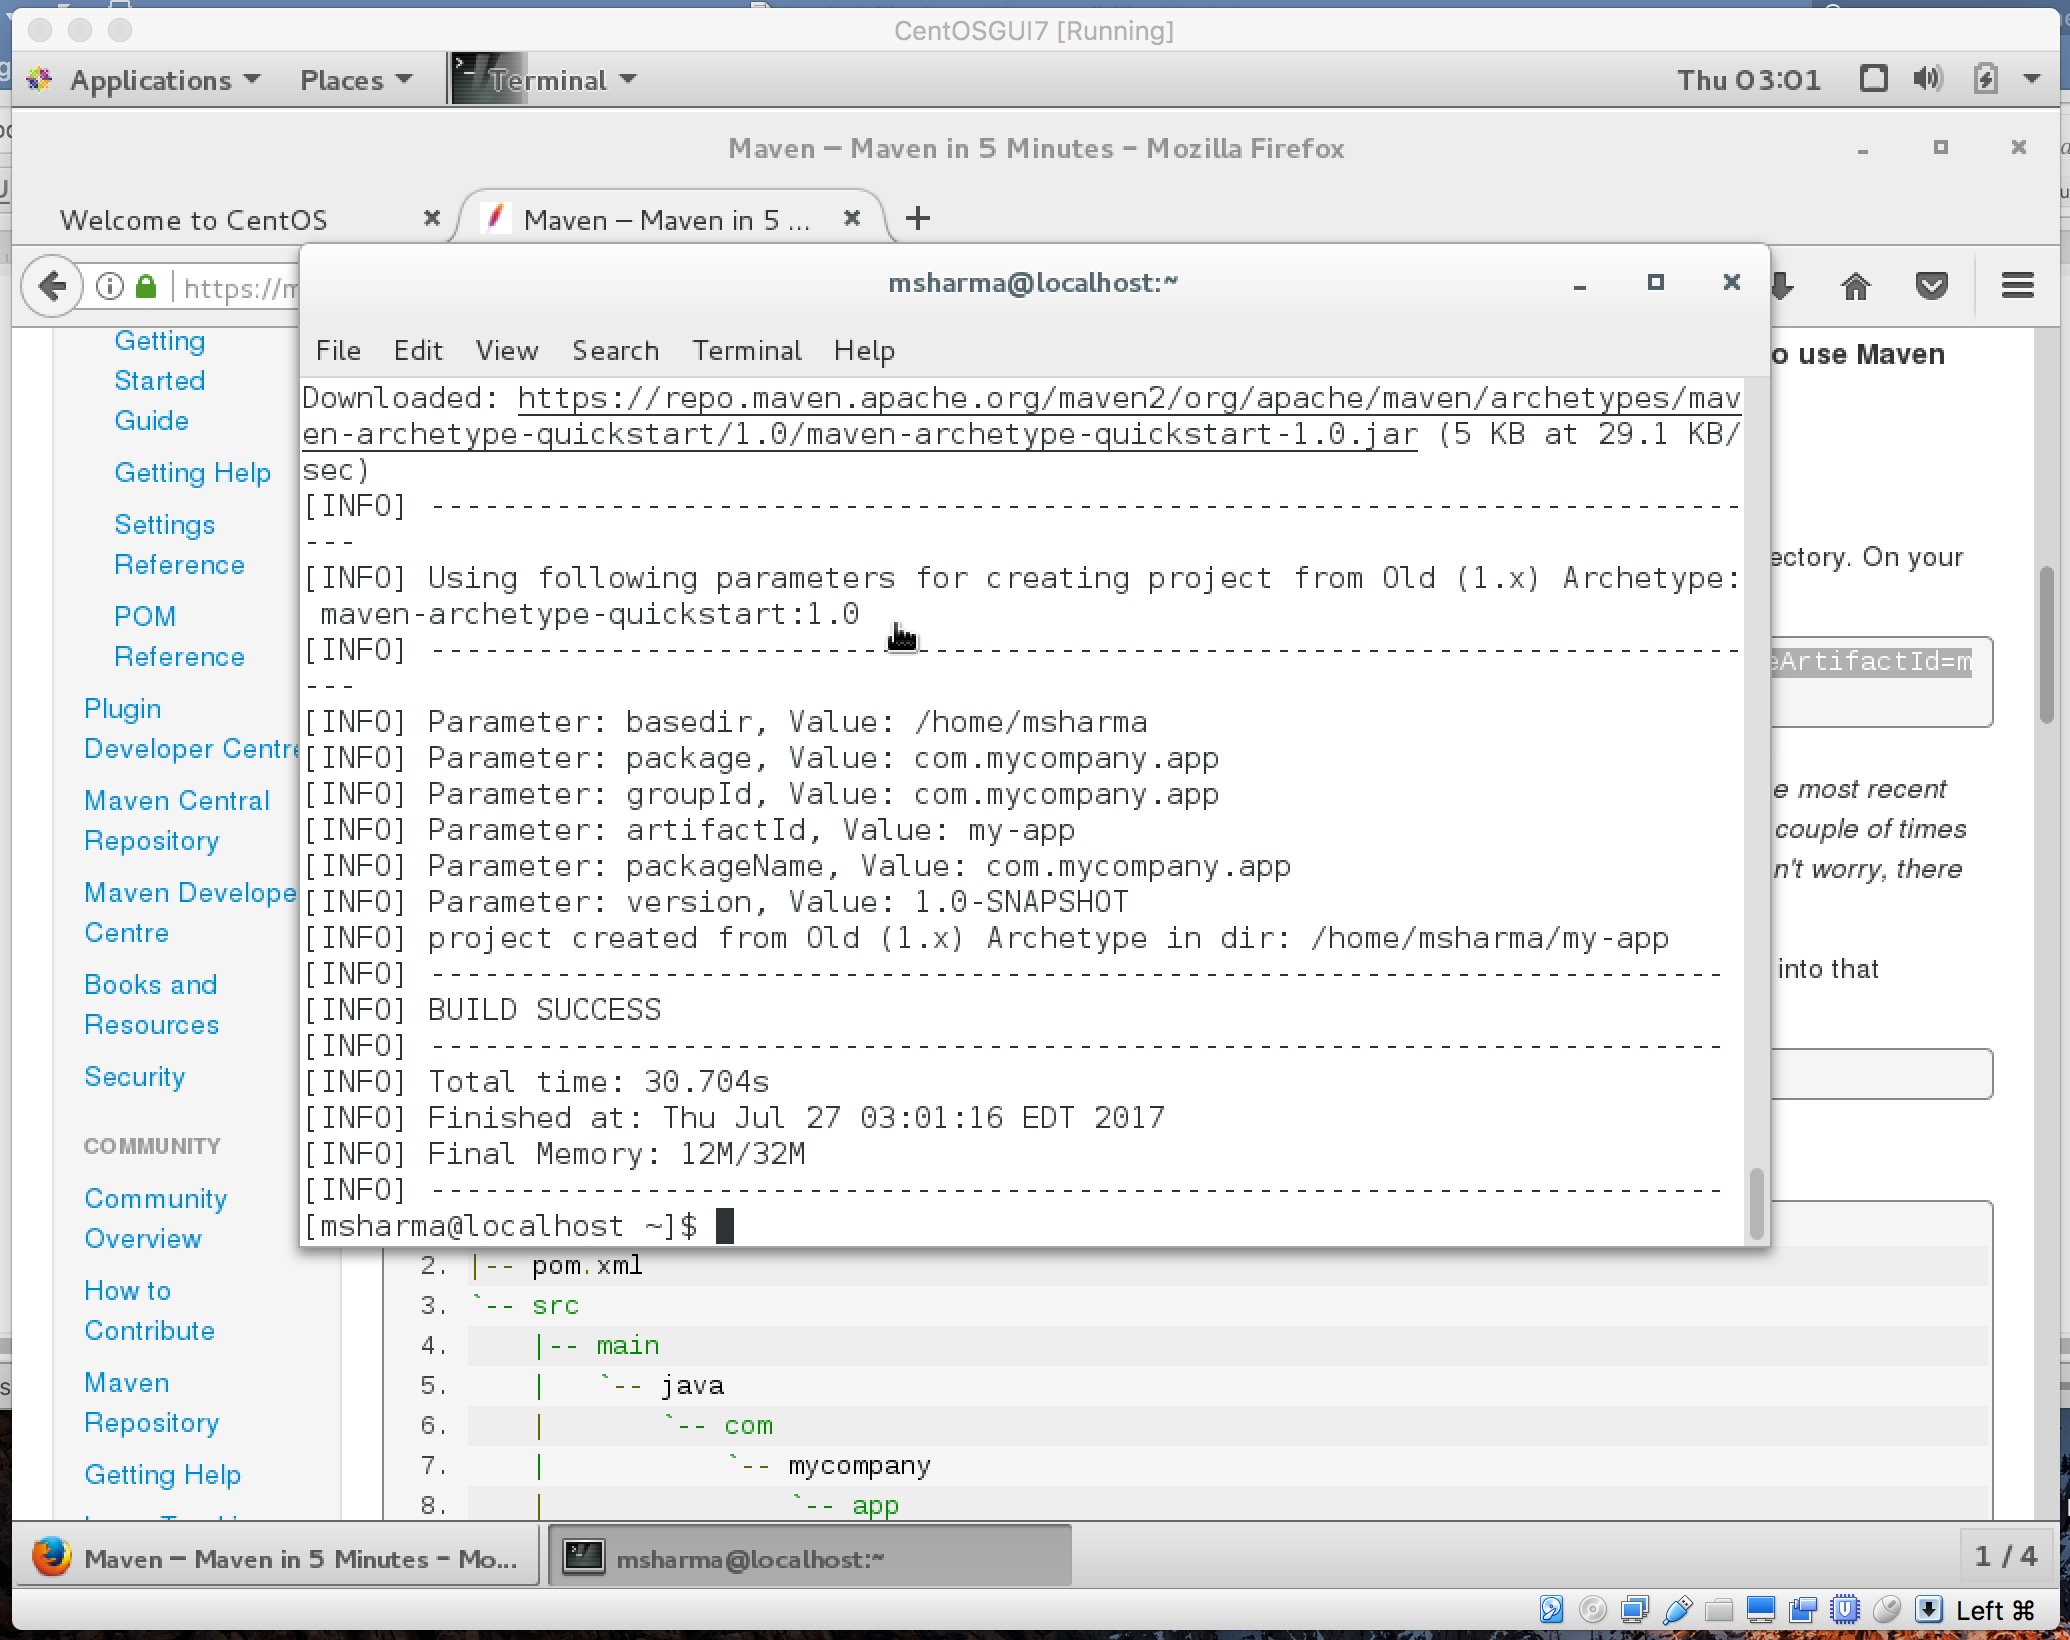 CentOSGUI7 [Running]
Applications Places Terminal Thu 03:01
Maven – Maven in 5 Minutes - Mozilla Firefox
Welcome to CentOS Maven – Maven in 5 ...
https://m
msharma@localhost:~
File Edit View Search Terminal Help
Downloaded: https://repo.maven.apache.org/maven2/org/apache/maven/archetypes/mav
en-archetype-quickstart/1.0/maven-archetype-quickstart-1.0.jar (5 KB at 29.1 KB/
sec)
[INFO] -------------------------------------------------------------------------
---
[INFO] Using following parameters for creating project from Old (1.x) Archetype:
 maven-archetype-quickstart:1.0
[INFO] -------------------------------------------------------------------------
---
[INFO] Parameter: basedir, Value: /home/msharma
[INFO] Parameter: package, Value: com.mycompany.app
[INFO] Parameter: groupId, Value: com.mycompany.app
[INFO] Parameter: artifactId, Value: my-app
[INFO] Parameter: packageName, Value: com.mycompany.app
[INFO] Parameter: version, Value: 1.0-SNAPSHOT
[INFO] project created from Old (1.x) Archetype in dir: /home/msharma/my-app
[INFO] ------------------------------------------------------------------------
[INFO] BUILD SUCCESS
[INFO] ------------------------------------------------------------------------
[INFO] Total time: 30.704s
[INFO] Finished at: Thu Jul 27 03:01:16 EDT 2017
[INFO] Final Memory: 12M/32M
[INFO] ------------------------------------------------------------------------
[msharma@localhost ~]$
Getting
Started
Guide
Getting Help
Settings
Reference
POM
Reference
Plugin
Developer Centre
Maven Central
Repository
Maven Develope
Centre
Books and
Resources
Security
COMMUNITY
Community
Overview
How to
Contribute
Maven
Repository
Getting Help
o use Maven
ectory. On your
eArtifactId=m
e most recent
couple of times
n't worry, there
into that
2. |-- pom.xml
3. `-- src
4. |-- main
5. | `-- java
6. | `-- com
7. | `-- mycompany
8. | `-- app
Maven – Maven in 5 Minutes - Mo... msharma@localhost:~ 1 / 4
Left ⌘